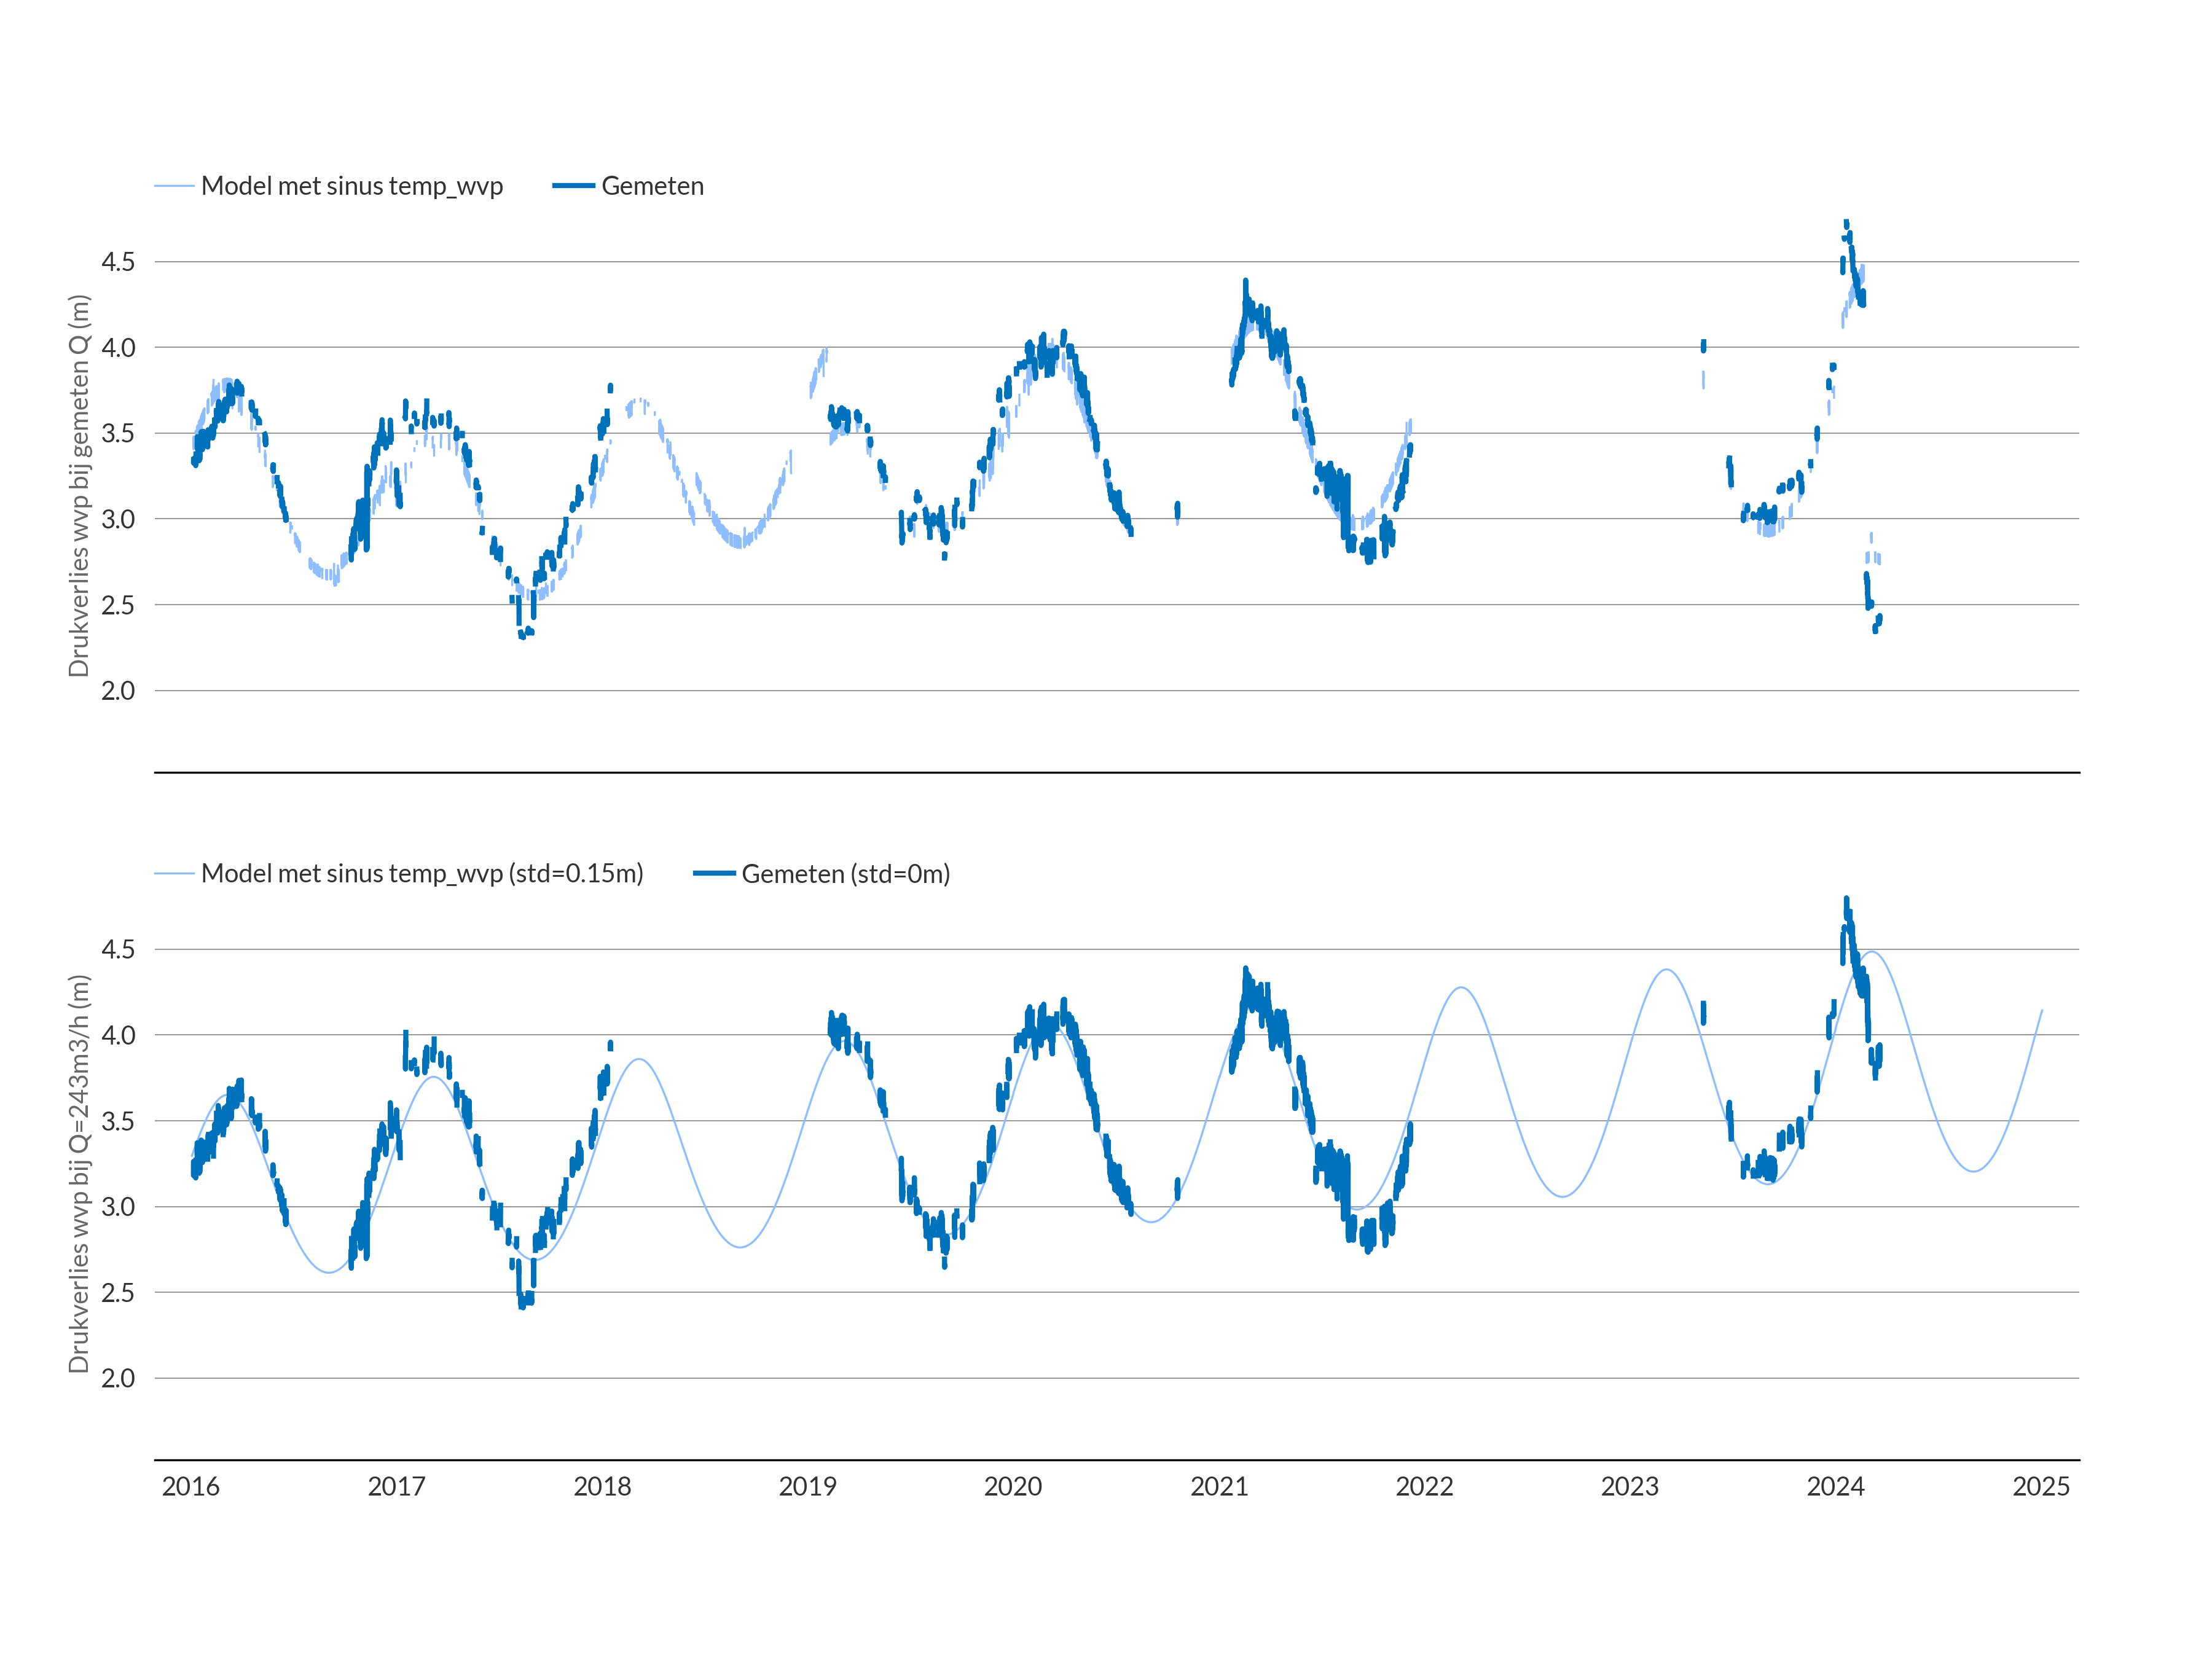 Model met sinus temp_wvp Gemeten
Drukverlies wvp bij gemeten Q (m)
4.5
4.0
3.5
3.0
2.5
2.0
Model met sinus temp_wvp (std=0.15m) Gemeten (std=0m)
Drukverlies wvp bij Q=243m3/h (m)
4.5
4.0
3.5
3.0
2.5
2.0
2016 2017 2018 2019 2020 2021 2022 2023 2024 2025